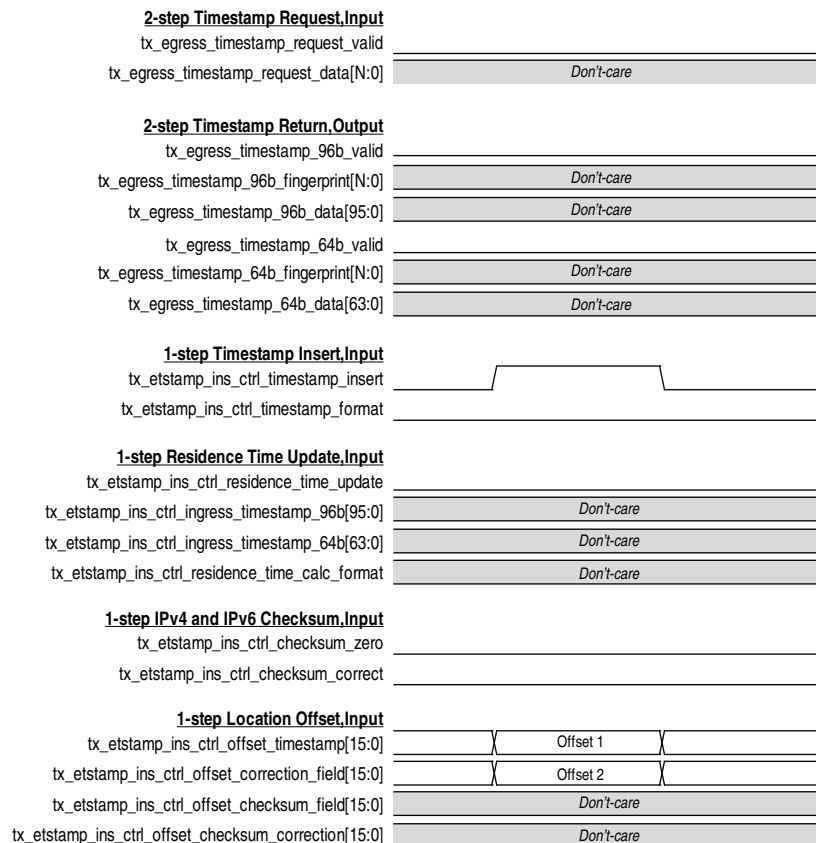 2-step Timestamp Request,Input
tx_egress_timestamp_request_valid
tx_egress_timestamp_request_data[N:0] Don't-care
2-step Timestamp Return,Output
tx_egress_timestamp_96b_valid
tx_egress_timestamp_96b_fingerprint[N:0] Don't-care
tx_egress_timestamp_96b_data[95:0] Don't-care
tx_egress_timestamp_64b_valid
tx_egress_timestamp_64b_fingerprint[N:0] Don't-care
tx_egress_timestamp_64b_data[63:0] Don't-care
1-step Timestamp Insert,Input
tx_etstamp_ins_ctrl_timestamp_insert
tx_etstamp_ins_ctrl_timestamp_format
1-step Residence Time Update,Input
tx_etstamp_ins_ctrl_residence_time_update
tx_etstamp_ins_ctrl_ingress_timestamp_96b[95:0] Don't-care
tx_etstamp_ins_ctrl_ingress_timestamp_64b[63:0] Don't-care
tx_etstamp_ins_ctrl_residence_time_calc_format Don't-care
1-step IPv4 and IPv6 Checksum,Input
tx_etstamp_ins_ctrl_checksum_zero
tx_etstamp_ins_ctrl_checksum_correct
1-step Location Offset,Input
tx_etstamp_ins_ctrl_offset_timestamp[15:0] Offset 1
tx_etstamp_ins_ctrl_offset_correction_field[15:0] Offset 2
tx_etstamp_ins_ctrl_offset_checksum_field[15:0] Don't-care
tx_etstamp_ins_ctrl_offset_checksum_correction[15:0] Don't-care